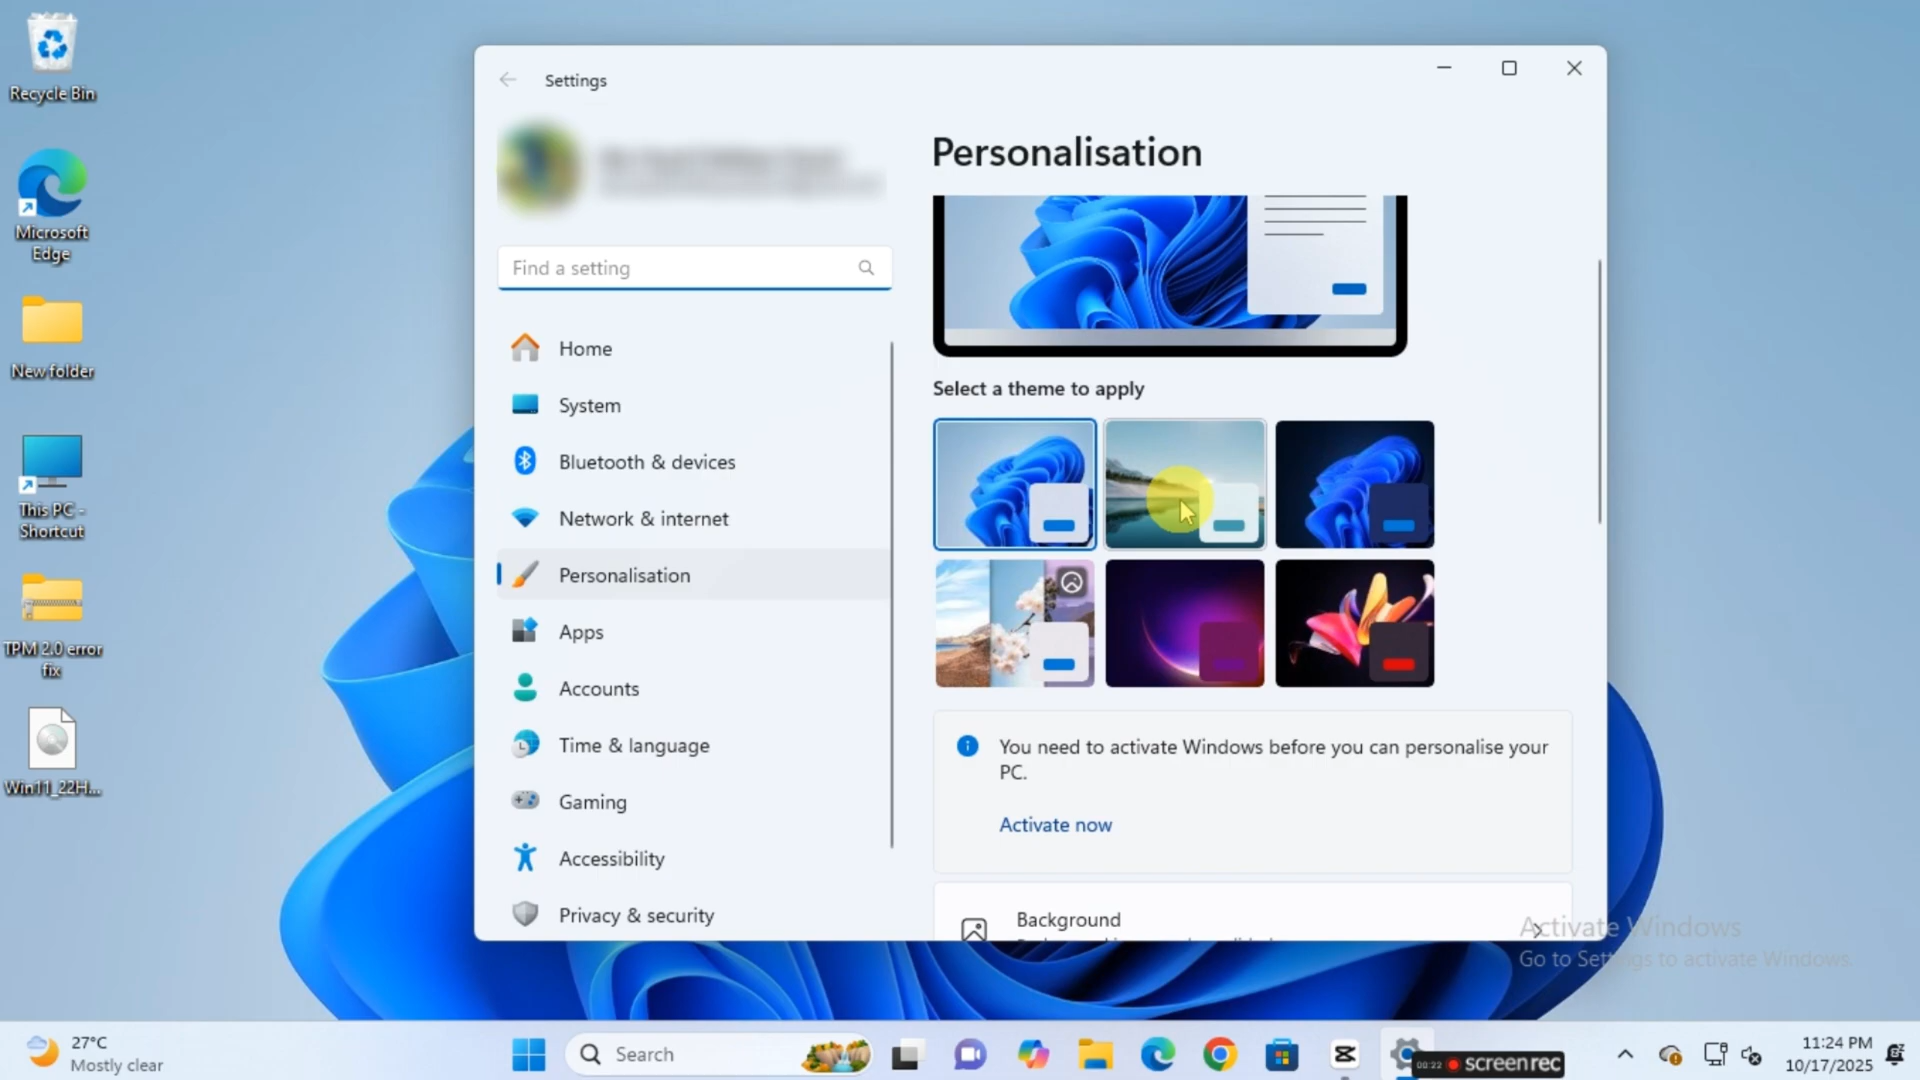 Recycle Bin
Microsoft
Edge
New folder
This PC -
Shortcut
TPM 2.0 error
fix
Win11_22H...
Settings
Find a setting
Home
System
Bluetooth & devices
Network & internet
Personalisation
Apps
Accounts
Time & language
Gaming
Accessibility
Privacy & security
Personalisation
Select a theme to apply
You need to activate Windows before you can personalise your
PC.
Activate now
Background
Activate Windows
Go to Settings to activate Windows.
27°C
Mostly clear
Search
00:22 screenrec
11:24 PM
10/17/2025